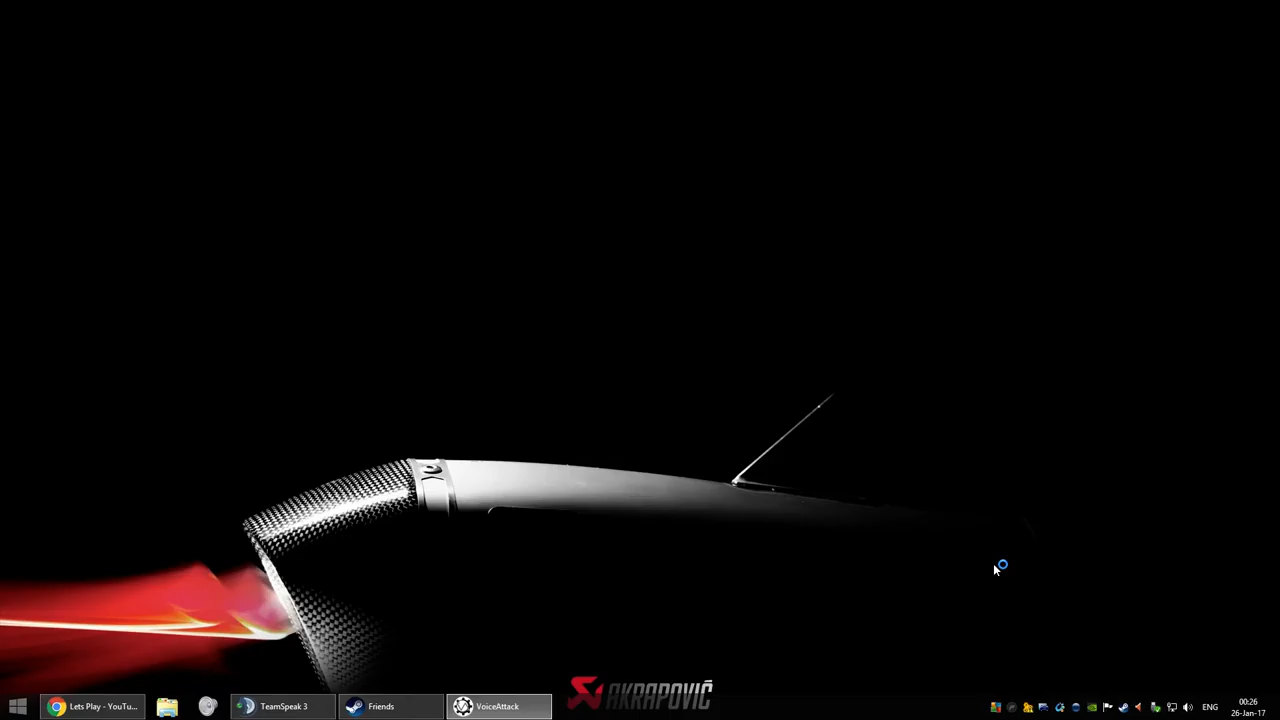 AKRAPOVIČ
Lets Play - YouTu...
TeamSpeak 3
Friends
VoiceAttack
ENG
00:26
26-Jan-17